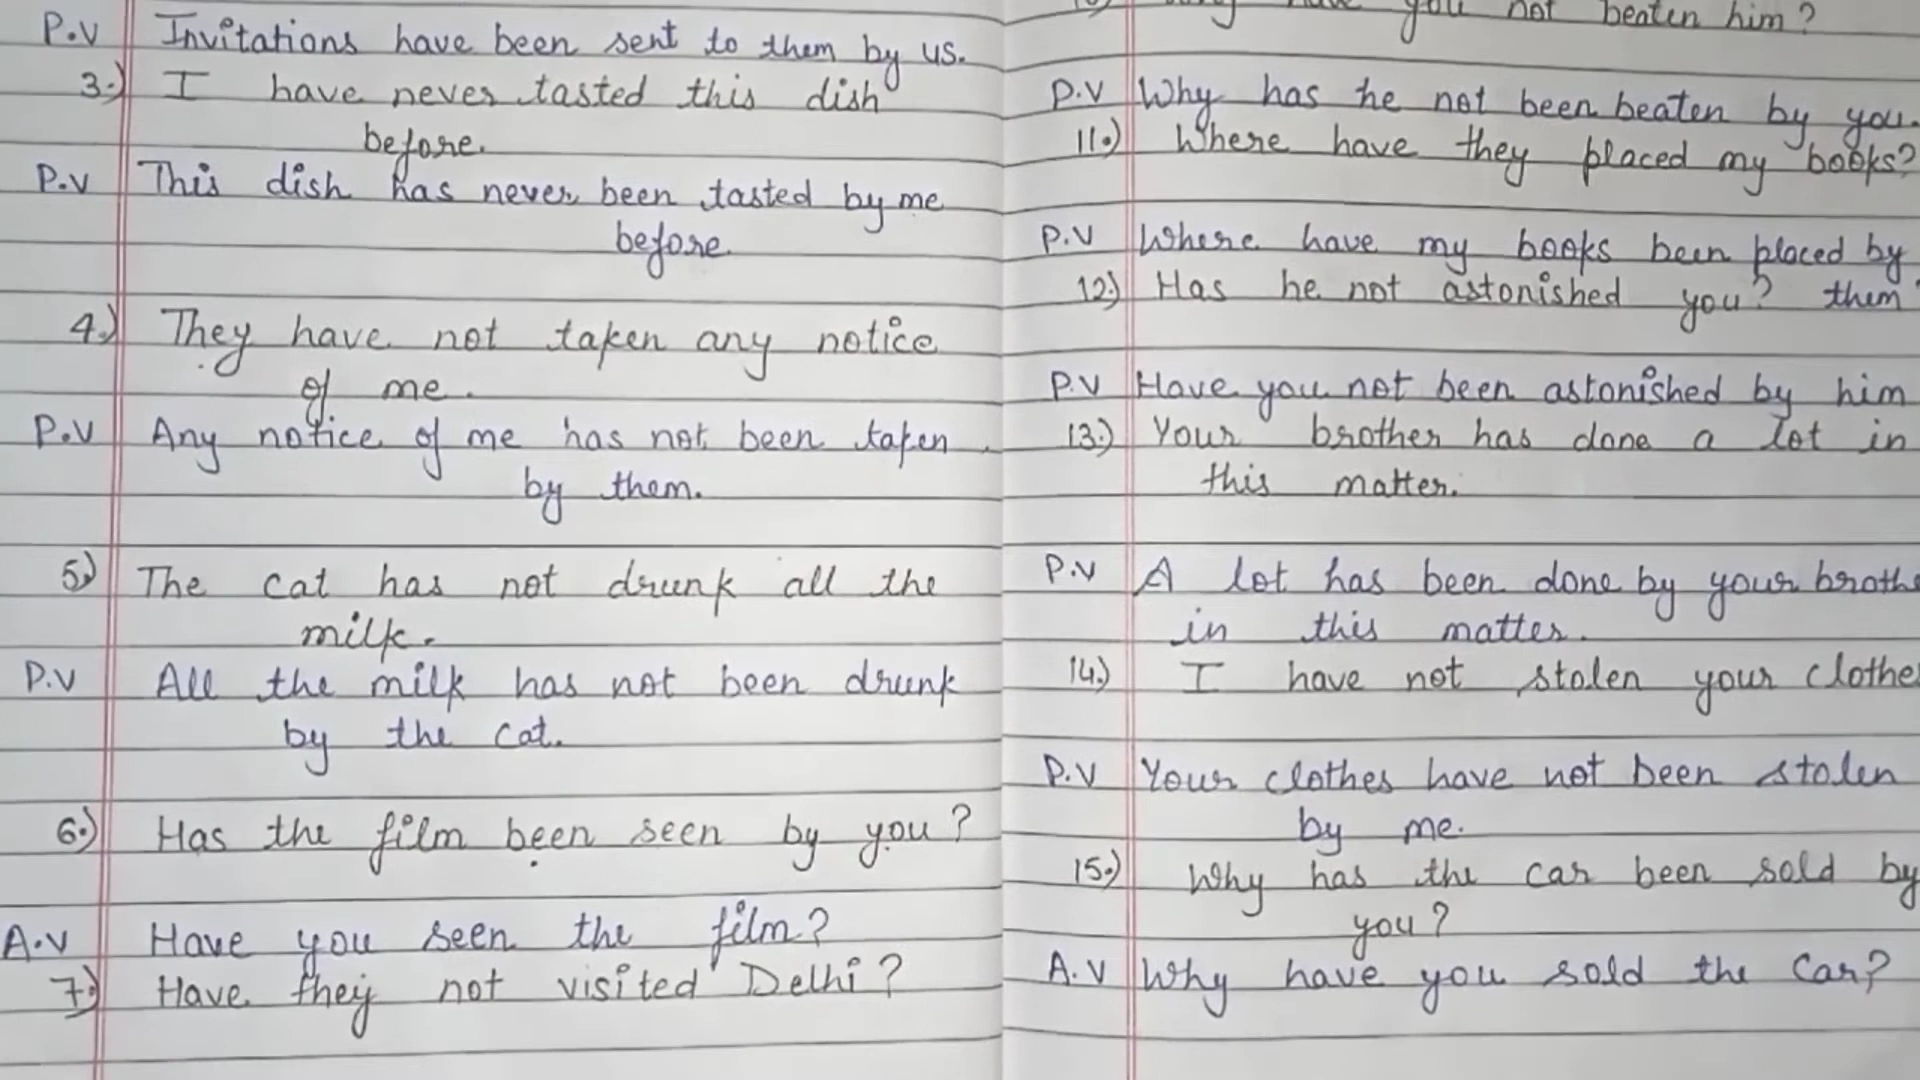 P.V Invitations have been sent to them by us.
3.) I have never tasted this dish
before.
P.V This dish has never been tasted by me
before.
4.) They have not taken any notice
of me.
P.V Any notice of me has not been taken
by them.
5.) The cat has not drunk all the
milk.
P.V All the milk has not been drunk
by the cat.
6.) Has the film been seen by you?
A.V Have you seen the film?
7.) Have they not visited Delhi?
you not beaten him?
P.V Why has he not been beaten by you.
11.) Where have they placed my books?
P.V Where have my books been placed by
them?
12.) Has he not astonished you?
P.V Have you not been astonished by him
13.) Your brother has done a lot in
this matter.
P.V A lot has been done by your brothe
in this matter.
14.) I have not stolen your clothes
P.V Your clothes have not been stolen
by me.
15.) Why has the car been sold by
you?
A.V Why have you sold the car?